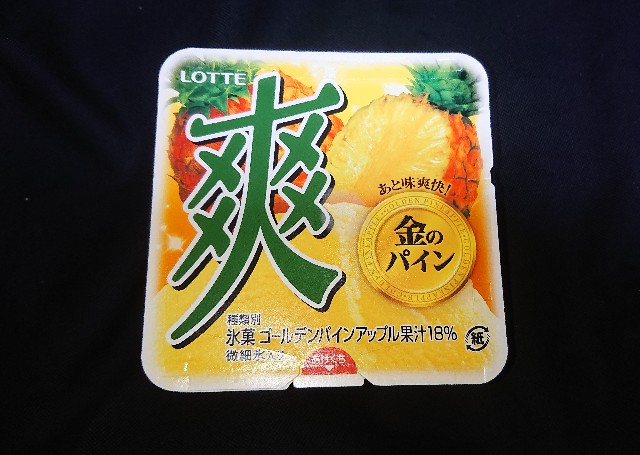 LOTTE
爽
あと味爽快!
GOLDEN PINEAPPLE
金の
パイン
種類別
氷菓 ゴールデンパインアップル果汁18%
微細氷入り
紙